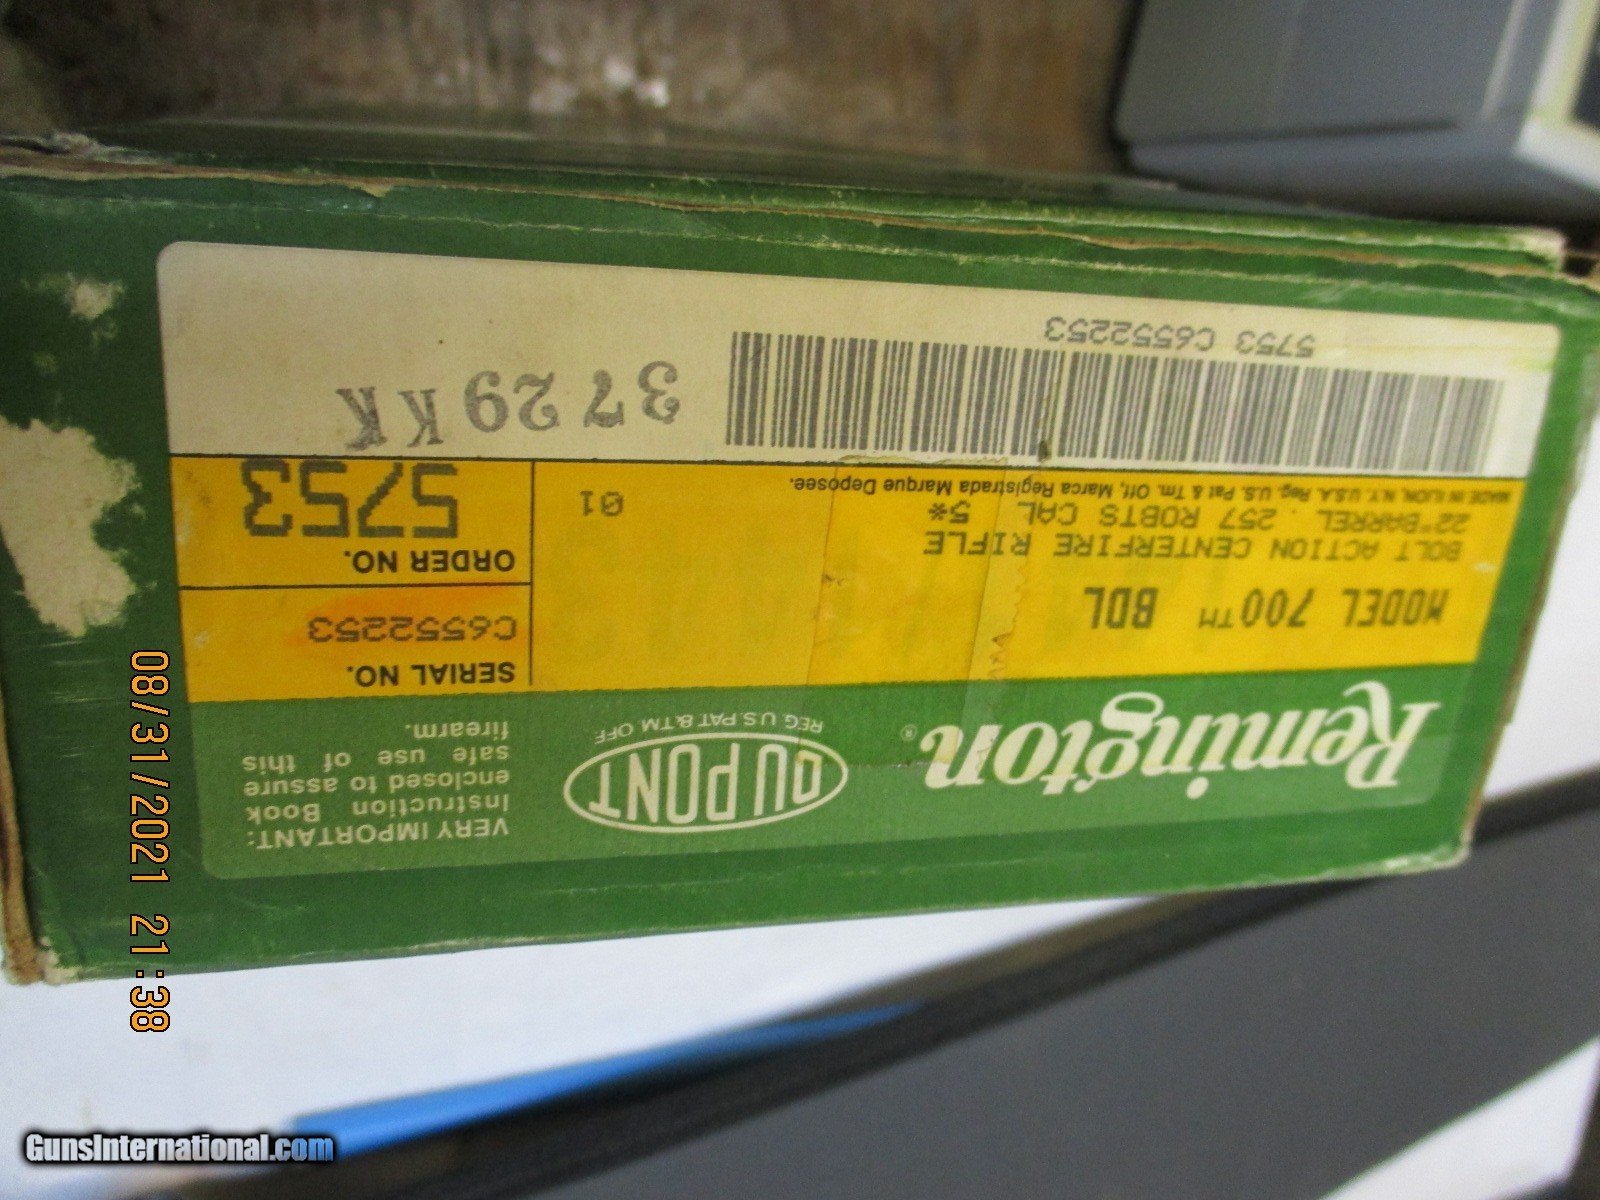 Remington®
DU PONT
REG U.S. PAT & TM OFF
VERY IMPORTANT:
Instruction Book
enclosed to assure
safe use of this
firearm.
MODEL 700™ BDL
BOLT ACTION CENTERFIRE RIFLE
22"BARREL . 257 ROBTS CAL 5*
MADE IN ILION, N.Y. U.S.A. Reg. U.S. Pat & Tm. Off, Marca Registrada Marque Deposee.
01
SERIAL NO.
C6552253
ORDER NO.
5753
5753 C6552253
3729KK
08/31/2021 21:38
GunsInternational.com